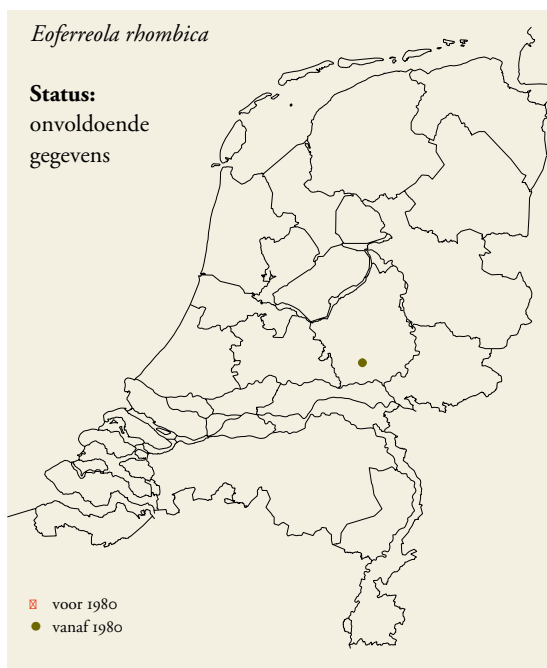 Eoferreola rhombica
Status:
onvoldoende
gegevens
voor 1980
vanaf 1980